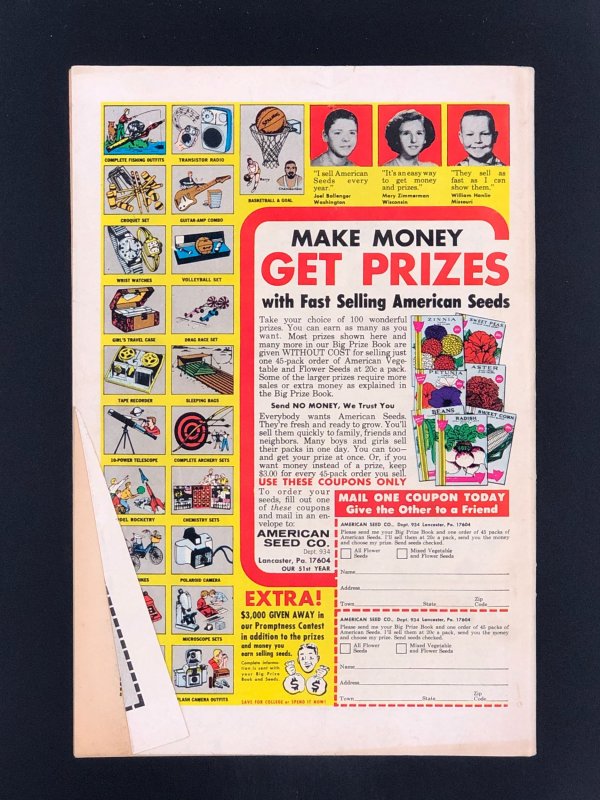 COMPLETE FISHING OUTFITS
TRANSISTOR RADIO
BASKETBALL & GOAL
CROQUET SET
GUITAR-AMP COMBO
WRIST WATCHES
VOLLEYBALL SET
GIRL'S TRAVEL CASE
DRAG RACE SET
TAPE RECORDER
SLEEPING BAGS
10-POWER TELESCOPE
COMPLETE ARCHERY SETS
DEL ROCKETRY
CHEMISTRY SETS
IKES
POLAROID CAMERA
MICROSCOPE SETS
FLASH CAMERA OUTFITS
"I sell American
Seeds every
year."
Joel Ballenger
Washington
"It's an easy way
to get money
and prizes."
Mary Zimmerman
Wisconsin
"They sell as
fast as I can
show them."
William Hanlin
Missouri
MAKE MONEY
GET PRIZES
with Fast Selling American Seeds
Take your choice of 100 wonderful
prizes. You can earn as many as you
want. Most prizes shown here and
many more in our Big Prize Book are
given WITHOUT COST for selling just
one 45-pack order of American Vege-
table and Flower Seeds at 20c a pack.
Some of the larger prizes require more
sales or extra money as explained in
the Big Prize Book.
Send NO MONEY, We Trust You
Everybody wants American Seeds.
They're fresh and ready to grow. You'll
sell them quickly to family, friends and
neighbors. Many boys and girls sell
their packs in one day. You can too—
and get your prize at once. Or, if you
want money instead of a prize, keep
$3.00 for every 45-pack order you sell.
USE THESE COUPONS ONLY
To order your
seeds, fill out one
of these coupons
and mail in an en-
velope to:
AMERICAN
SEED CO.
Dept. 934
Lancaster, Pa. 17604
OUR 51st YEAR
ZINNIA
SWEET PEAS
PETUNIA
ASTER
BEANS
RADISH
SWEET CORN
MAIL ONE COUPON TODAY
Give the Other to a Friend
AMERICAN SEED CO., Dept. 934 Lancaster, Pa. 17604
Please send me your Big Prize Book and one order of 45 packs of
American Seeds. I'll sell them at 20c a pack, send you the money
and choose my prize. Send seeds checked.
All Flower
Seeds
Mixed Vegetable
and Flower Seeds
Name
Address
Town State Zip Code
AMERICAN SEED CO., Dept. 934 Lancaster, Pa. 17604
Please send me your Big Prize Book and one order of 45 packs of
American Seeds. I'll sell them at 20c a pack, send you the money
and choose my prize. Send seeds checked.
All Flower
Seeds
Mixed Vegetable
and Flower Seeds
Name
Address
Town State Zip Code
EXTRA!
$3,000 GIVEN AWAY in
our Promptness Contest
in addition to the prizes
and money you
earn selling seeds.
Complete informa-
tion is sent with
your Big Prize
Book and Seeds.
$ $
SAVE FOR COLLEGE or SPEND IT NOW!